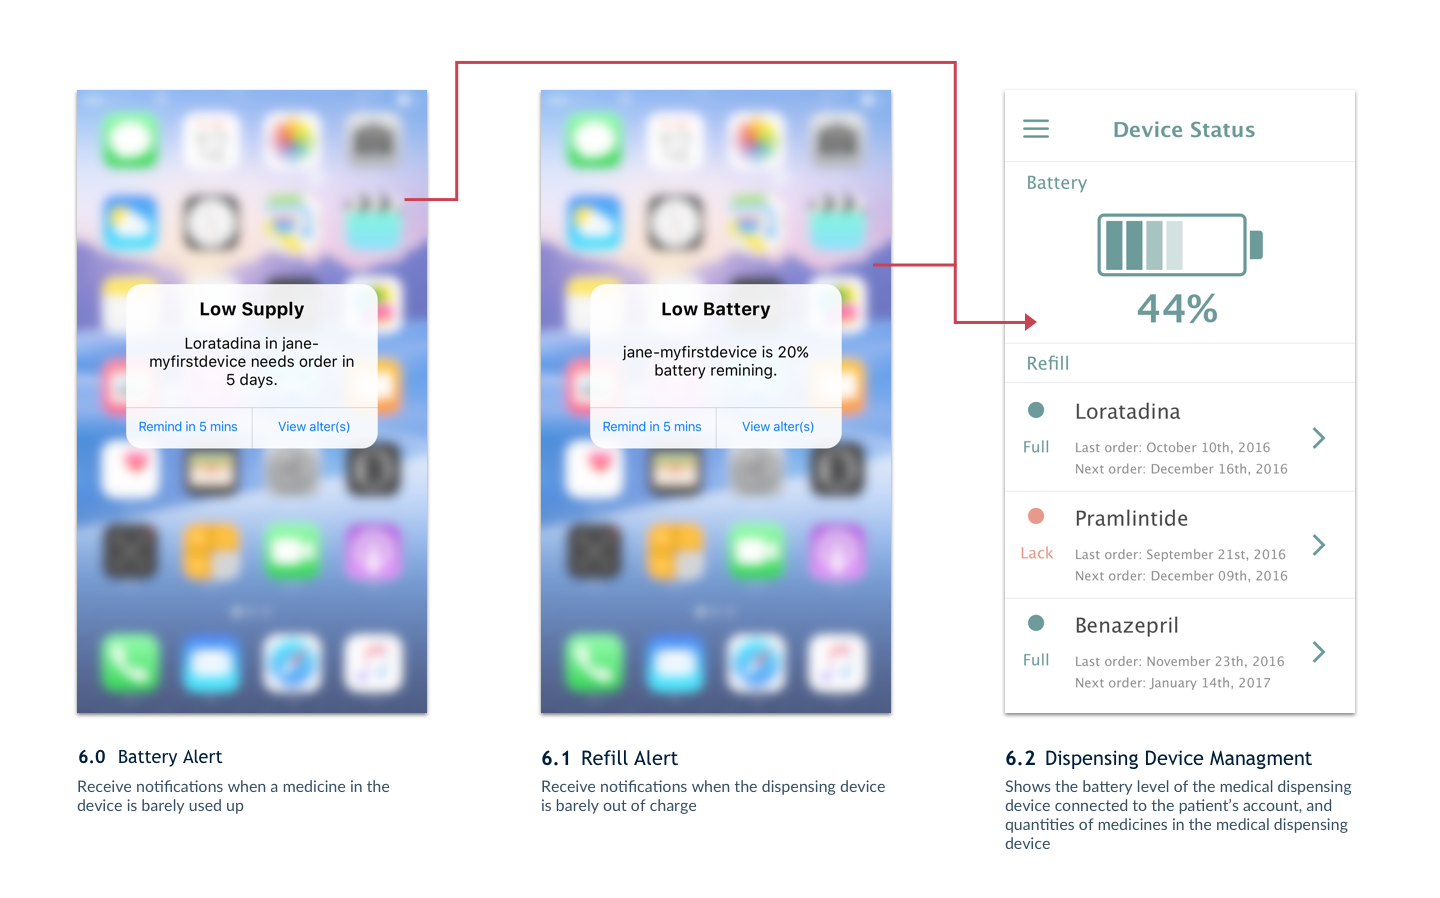 Low Supply
Loratadina in jane-
myfirstdevice needs order in
5 days.
Remind in 5 mins
View alter(s)
6.0 Battery Alert
Receive notifications when a medicine in the
device is barely used up
Low Battery
jane-myfirstdevice is 20%
battery remining.
Remind in 5 mins
View alter(s)
6.1 Refill Alert
Receive notifications when the dispensing device
is barely out of charge
Device Status
Battery
44%
Refill
Loratadina
Full
Last order: October 10th, 2016
Next order: December 16th, 2016
Pramlintide
Lack
Last order: September 21st, 2016
Next order: December 09th, 2016
Benazepril
Full
Last order: November 23th, 2016
Next order: January 14th, 2017
6.2 Dispensing Device Managment
Shows the battery level of the medical dispensing
device connected to the patient's account, and
quantities of medicines in the medical dispensing
device